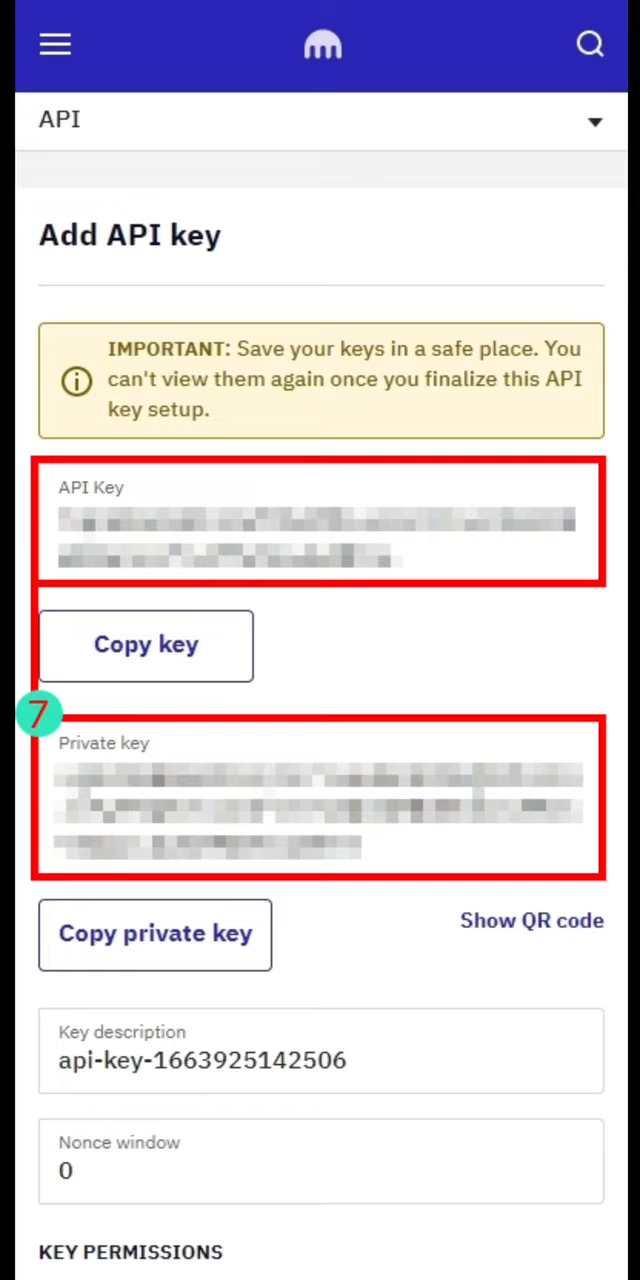 API
Add API key
IMPORTANT: Save your keys in a safe place. You
can't view them again once you finalize this API
key setup.
API Key
Copy key
7
Private key
Copy private key
Show QR code
Key description
api-key-1663925142506
Nonce window
0
KEY PERMISSIONS